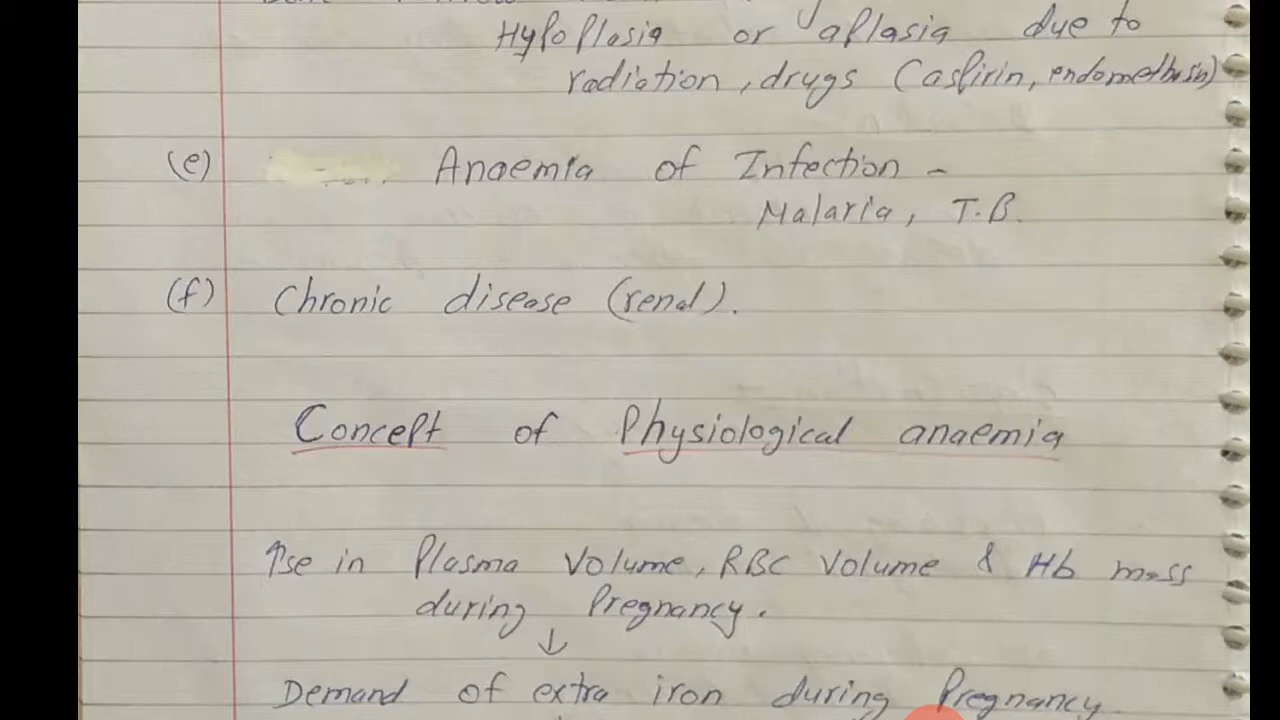 Hypoplasia or aplasia due to
radiation, drugs (aspirin, endomethasin)
(e) Anaemia of Infection -
Malaria, T.B.
(f) Chronic disease (renal).
Concept of Physiological anaemia
↑se in Plasma Volume, RBC volume & Hb mass
during Pregnancy.
↓
Demand of extra iron during Pregnancy